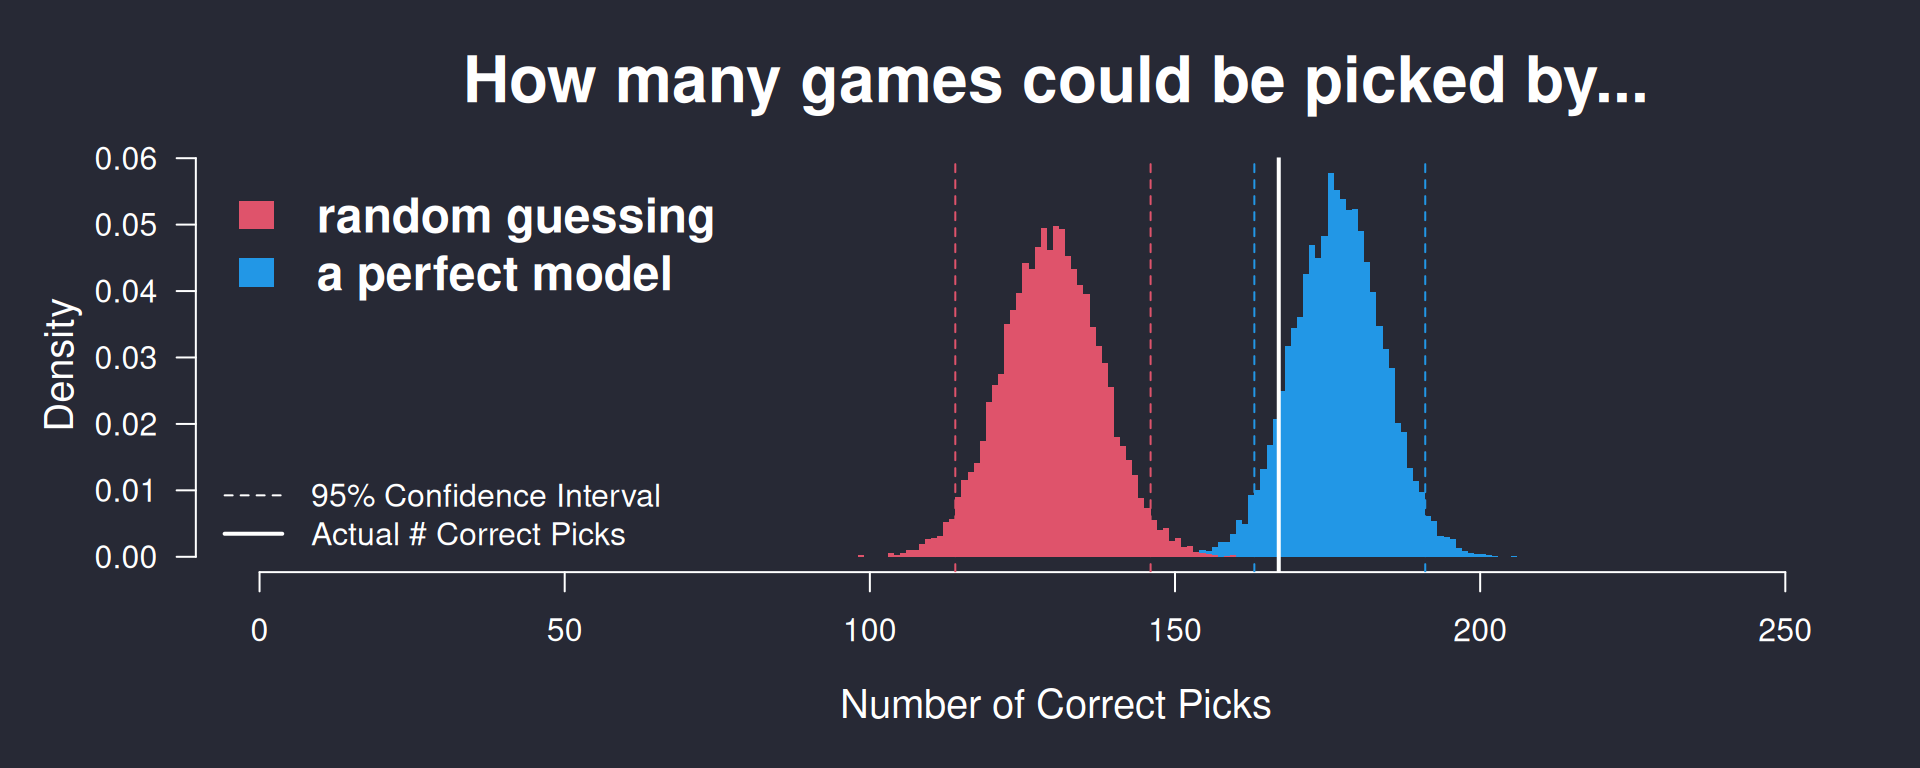 How many games could be picked by...
0.06
0.05
0.04
0.03
0.02
0.01
0.00
Density
random guessing
a perfect model
95% Confidence Interval
Actual # Correct Picks
0 50 100 150 200 250
Number of Correct Picks